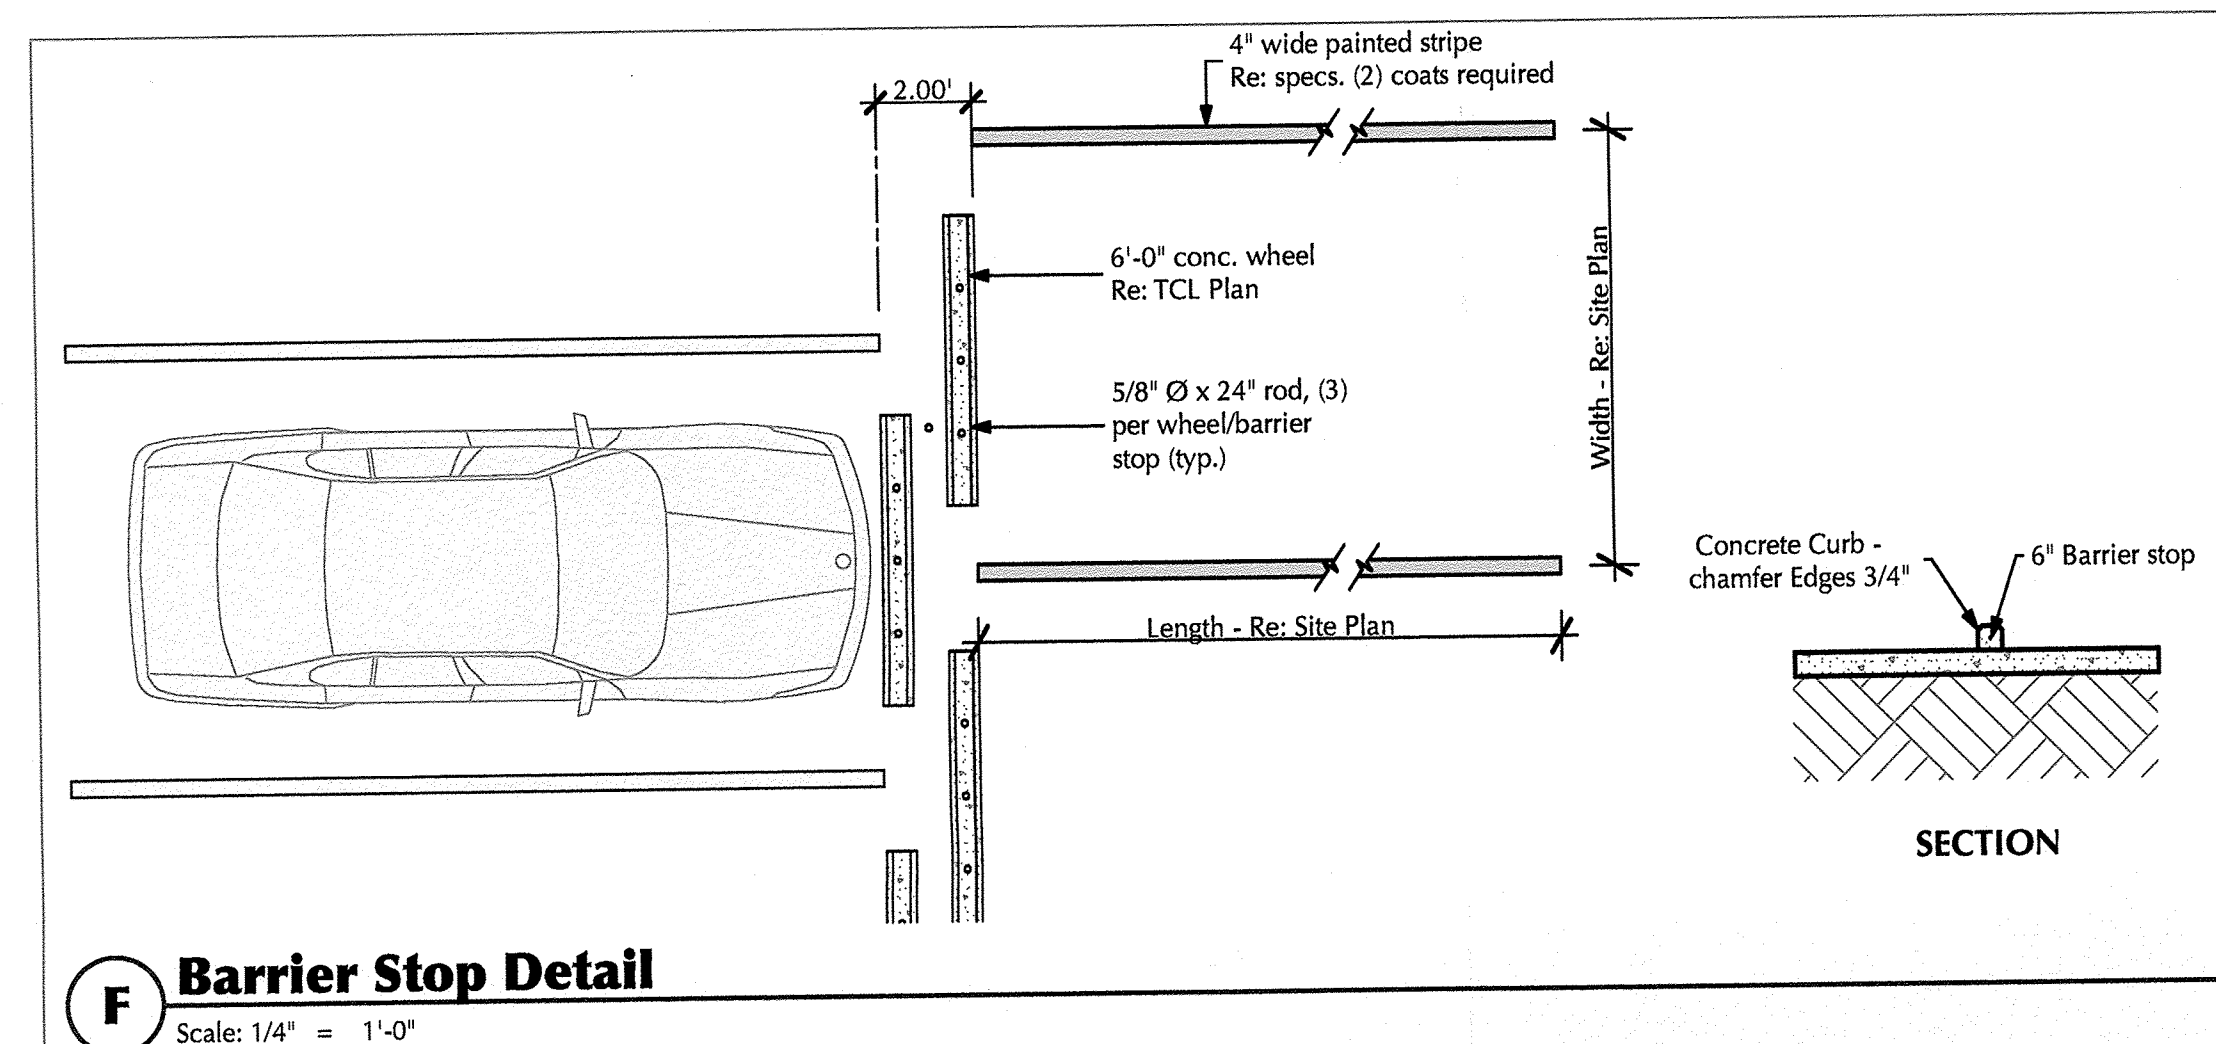 4" wide painted stripe
Re: specs. (2) coats required
2.00'
6'-0" conc. wheel
Re: TCL Plan
5/8" Ø x 24" rod, (3)
per wheel/barrier
stop (typ.)
Width - Re: Site Plan
Length - Re: Site Plan
Concrete Curb -
chamfer Edges 3/4"
6" Barrier stop
SECTION
F
Barrier Stop Detail
Scale: 1/4" = 1'-0"